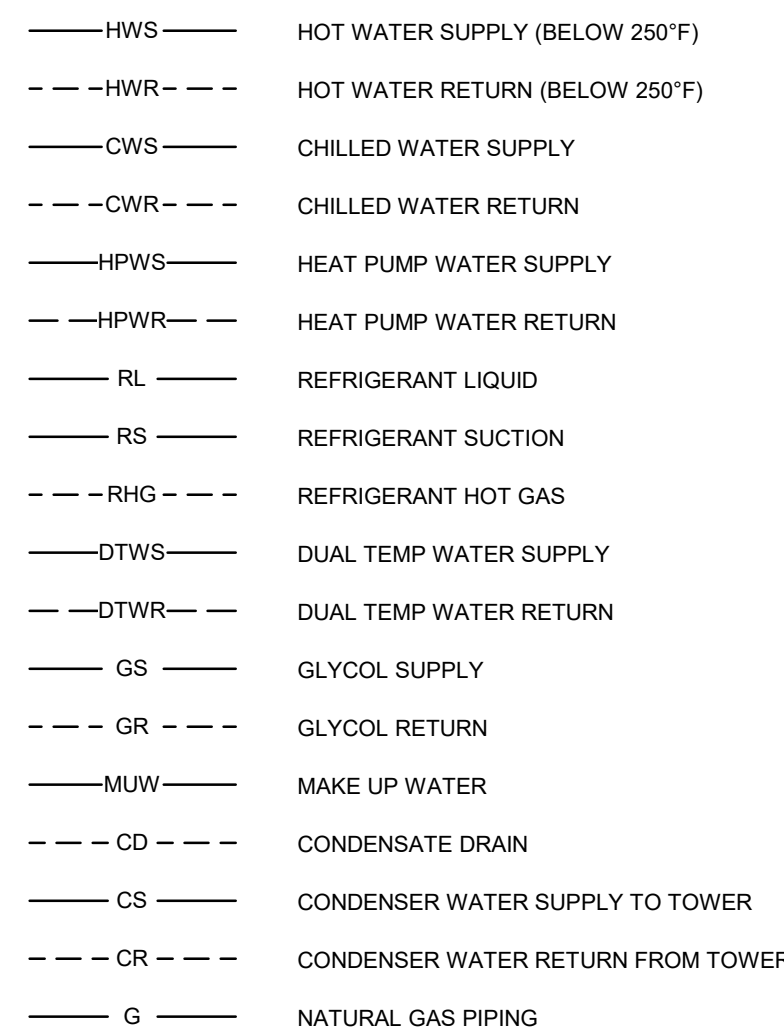 HWS HOT WATER SUPPLY (BELOW 250°F)
HWR HOT WATER RETURN (BELOW 250°F)
CWS CHILLED WATER SUPPLY
CWR CHILLED WATER RETURN
HPWS HEAT PUMP WATER SUPPLY
HPWR HEAT PUMP WATER RETURN
RL REFRIGERANT LIQUID
RS REFRIGERANT SUCTION
RHG REFRIGERANT HOT GAS
DTWS DUAL TEMP WATER SUPPLY
DTWR DUAL TEMP WATER RETURN
GS GLYCOL SUPPLY
GR GLYCOL RETURN
MUW MAKE UP WATER
CD CONDENSATE DRAIN
CS CONDENSER WATER SUPPLY TO TOWER
CR CONDENSER WATER RETURN FROM TOWER
G NATURAL GAS PIPING